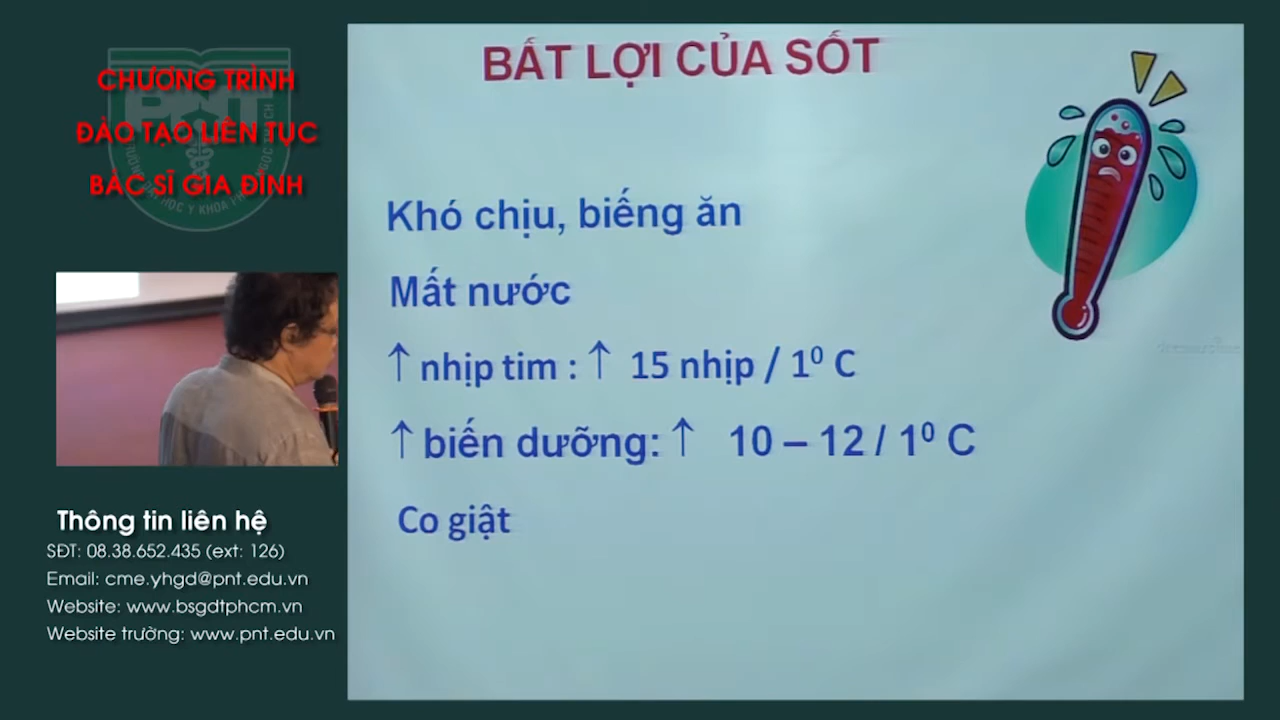 CHƯƠNG TRÌNH
ĐÀO TẠO LIÊN TỤC
BÁC SĨ GIA ĐÌNH
PNT
BẤT LỢI CỦA SỐT
Khó chịu, biếng ăn
Mất nước
↑ nhịp tim : ↑ 15 nhịp / 1⁰ C
↑ biến dưỡng: ↑ 10 – 12 / 1⁰ C
Co giật
Thông tin liên hệ
SĐT: 08.38.652.435 (ext: 126)
Email: cme.yhgd@pnt.edu.vn
Website: www.bsgdtphcm.vn
Website trường: www.pnt.edu.vn